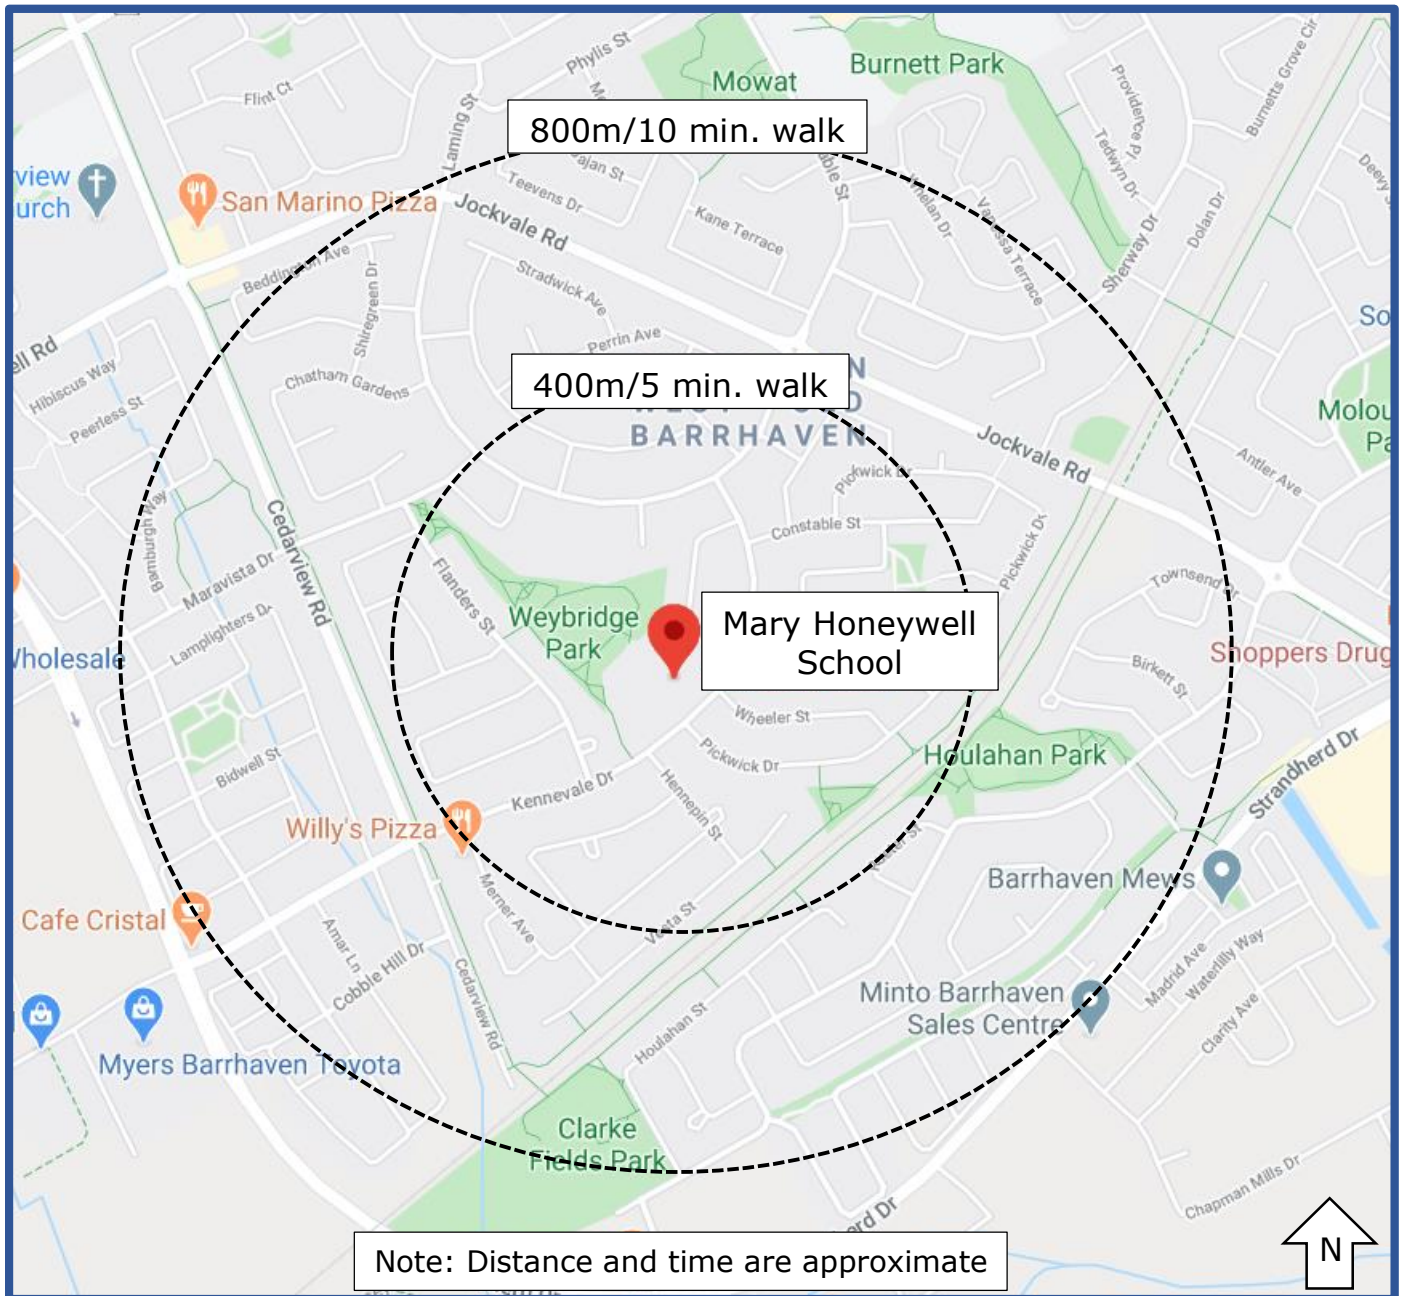 Phylis St
Mowat
Burnett Park
Flint Ct
Laming St
Providence Pl
Burnetts Grove Cir
800m/10 min. walk
Tedwyn Dr
San Marino Pizza
Teevens Dr
Whelan Dr
Vanessa Terrace
Sherway Dr
Dolan Dr
Jockvale Rd
Kane Terrace
Beddington Ave
Shiregreen Dr
Stradwick Ave
Perrin Ave
400m/5 min. walk
Hibiscus Way
Peerless St
Chatham Gardens
BARRHAVEN
Jockvale Rd
Antler Ave
Bamburgh Way
Cedarview Rd
Constable St
Pickwick Dr
Maravista Dr
Flanders St
Townsend Dr
Weybridge
Park
Mary Honeywell
School
Lamplighters Dr
Birkett St
Shoppers Drug
Wheeler St
Pickwick Dr
Houlahan Park
Strandherd Dr
Bidwell St
Kennevale Dr
Hennepin St
Willy's Pizza
Merner Ave
Barrhaven Mews
Cafe Cristal
Amar Ln
Cobble Hill Dr
Cedarview Rd
Madrid Ave
Waterlilly Way
Clarity Ave
Minto Barrhaven
Sales Centre
Houlahan St
Myers Barrhaven Toyota
Clarke
Fields Park
Chapman Mills Dr
Note: Distance and time are approximate
N